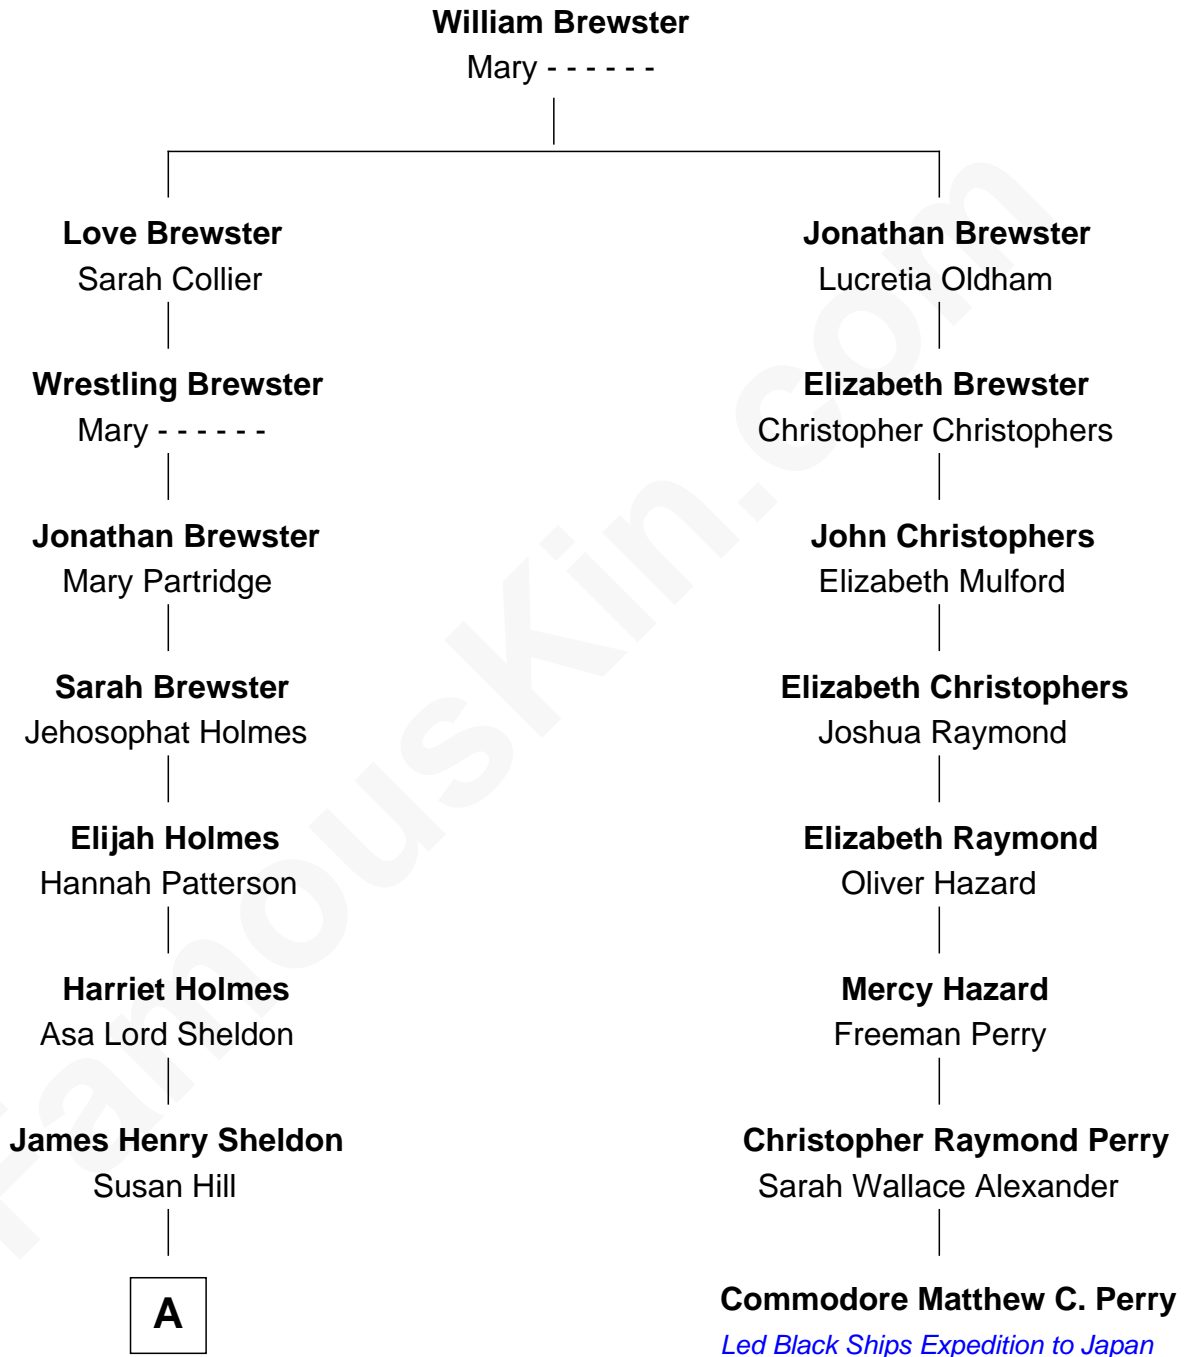 William Brewster
Mary - - - - - -
Love Brewster
Sarah Collier
Wrestling Brewster
Mary - - - - - -
Jonathan Brewster
Mary Partridge
Sarah Brewster
Jehosophat Holmes
Elijah Holmes
Hannah Patterson
Harriet Holmes
Asa Lord Sheldon
James Henry Sheldon
Susan Hill
A
Jonathan Brewster
Lucretia Oldham
Elizabeth Brewster
Christopher Christophers
John Christophers
Elizabeth Mulford
Elizabeth Christophers
Joshua Raymond
Elizabeth Raymond
Oliver Hazard
Mercy Hazard
Freeman Perry
Christopher Raymond Perry
Sarah Wallace Alexander
Commodore Matthew C. Perry
Led Black Ships Expedition to Japan
FamousKin.com